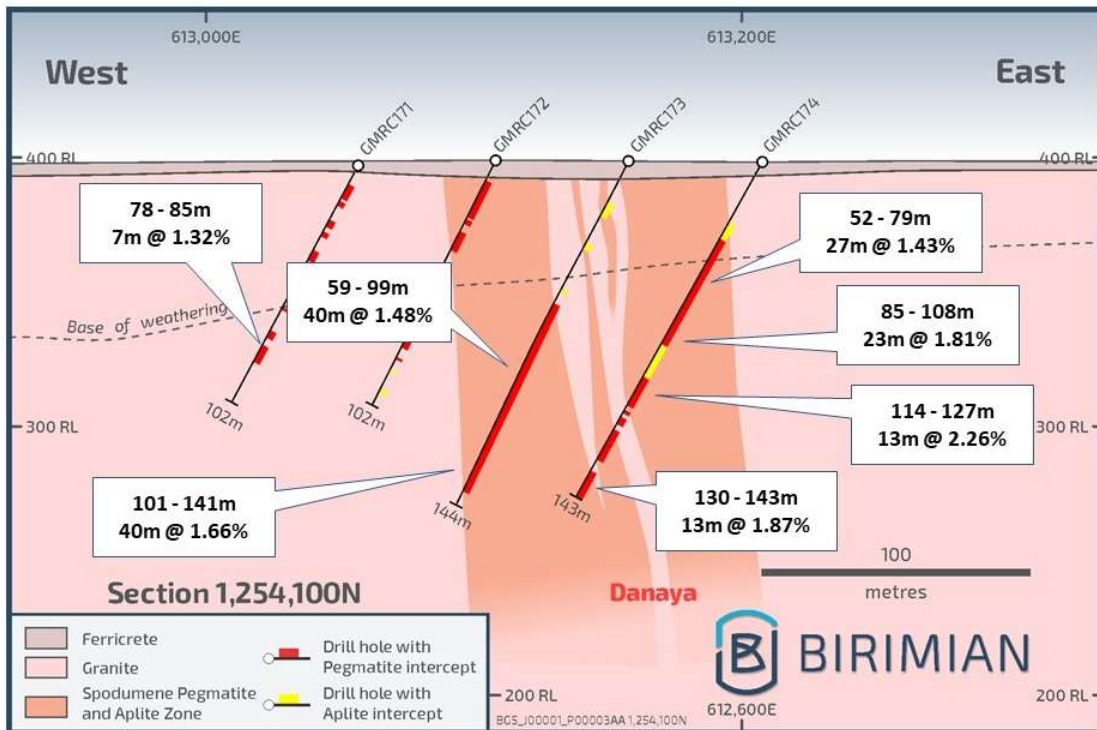 613,000E
613,200E
West
East
GMRC171
GMRC172
GMRC173
GMRC174
400 RL
400 RL
78 - 85m
7m @ 1.32%
52 - 79m
27m @ 1.43%
59 - 99m
40m @ 1.48%
Base of weathering
85 - 108m
23m @ 1.81%
102m
102m
114 - 127m
13m @ 2.26%
300 RL
300 RL
101 - 141m
40m @ 1.66%
144m
143m
130 - 143m
13m @ 1.87%
100
metres
Section 1,254,100N
Danaya
BIRIMIAN
Ferricrete
Granite
Spodumene Pegmatite
and Aplite Zone
Drill hole with
Pegmatite intercept
Drill hole with
Aplite intercept
200 RL
200 RL
BGS_J00001_P00003AA 1,254,100N
612,600E